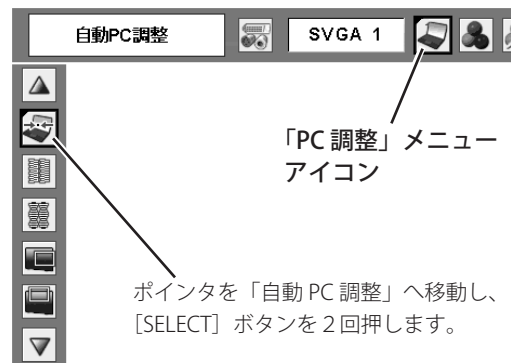 自動PC調整
SVGA 1
「PC 調整」メニュー
アイコン
ポインタを「自動 PC 調整」へ移動し、
［SELECT］ボタンを２回押します。